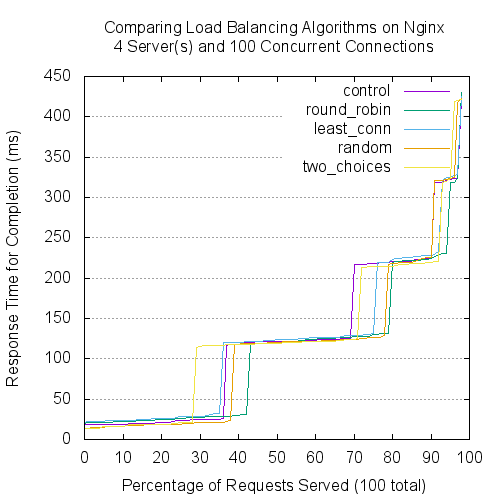 Comparing Load Balancing Algorithms on Nginx
4 Server(s) and 100 Concurrent Connections
control
round_robin
least_conn
random
two_choices
Response Time for Completion (ms)
450
400
350
300
250
200
150
100
50
0
0 10 20 30 40 50 60 70 80 90 100
Percentage of Requests Served (100 total)